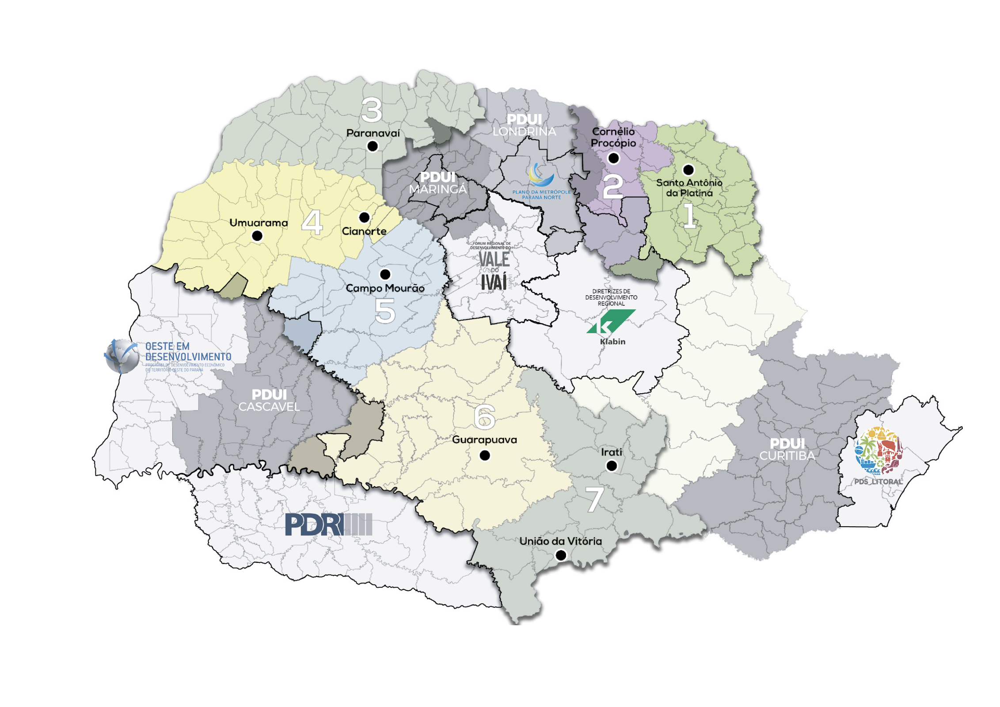 3
Paranavaí
PDUI
LONDRINA
Cornélio
Procópio
2
PDUI
MARINGÁ
PLANO DA METRÓPOLE
PARANÁ NORTE
Santo Antônio
da Platina
1
Umuarama
4
Cianorte
FÓRUM REGIONAL DE
DESENVOLVIMENTO DO
VALE
DO
IVAÍ
Campo Mourão
5
DIRETRIZES DE
DESENVOLVIMENTO
REGIONAL
Klabin
OESTE EM
DESENVOLVIMENTO
PROGRAMA DE DESENVOLVIMENTO ECONÔMICO
DO TERRITÓRIO OESTE DO PARANÁ
PDUI
CASCAVEL
6
Guarapuava
Irati
PDUI
CURITIBA
PDS_LITORAL
7
PDRI
União da Vitória